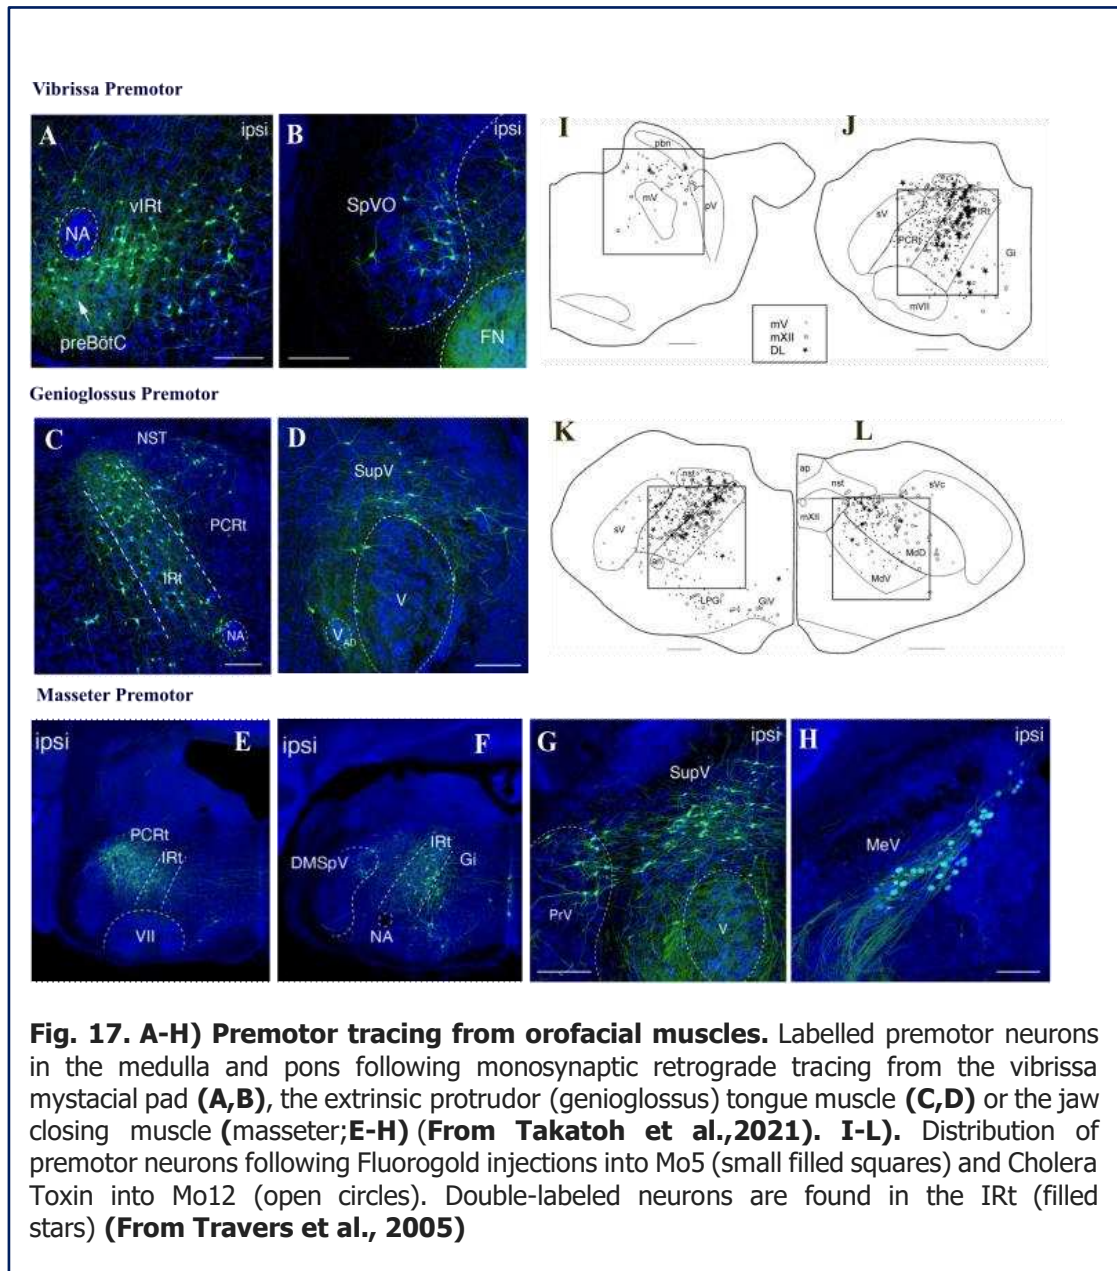 Vibrissa Premotor
A
ipsi
vIRt
NA
preBötC
B
ipsi
SpVO
FN
I
pbn
mV
pV
J
sV
IRt
PCRt
Gi
mVII
mV
mXII
DL
Genioglossus Premotor
C
NST
PCRt
IRt
NA
D
SupV
V
V AD
K
nst
sV
LPGi
GiV
L
ap
nst
sVc
mXII
MdD
MdV
Masseter Premotor
ipsi
E
PCRt
IRt
VII
ipsi
F
IRt
DMSpV
Gi
NA
G
ipsi
SupV
PrV
V
H
ipsi
MeV
Fig. 17. A-H) Premotor tracing from orofacial muscles. Labelled premotor neurons
in the medulla and pons following monosynaptic retrograde tracing from the vibrissa
mystacial pad (A,B), the extrinsic protrudor (genioglossus) tongue muscle (C,D) or the jaw
closing muscle (masseter;E-H) (From Takatoh et al.,2021). I-L). Distribution of
premotor neurons following Fluorogold injections into Mo5 (small filled squares) and Cholera
Toxin into Mo12 (open circles). Double-labeled neurons are found in the IRt (filled
stars) (From Travers et al., 2005)